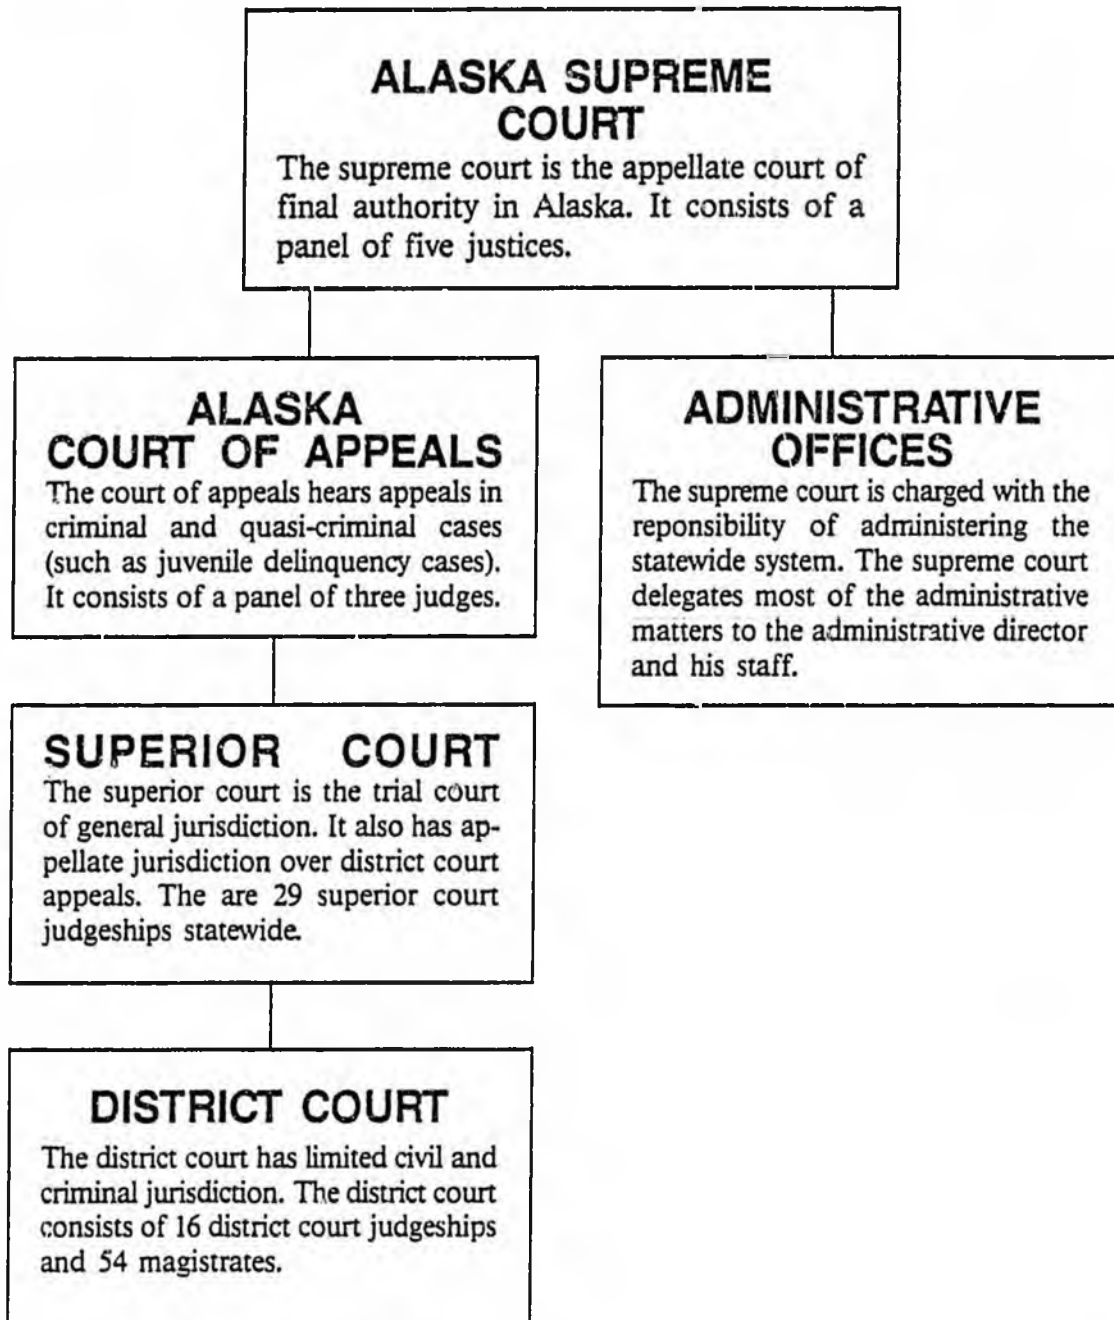 ALASKA SUPREME
COURT
The supreme court is the appellate court of
final authority in Alaska. It consists of a
panel of five justices.
ALASKA
COURT OF APPEALS
The court of appeals hears appeals in
criminal and quasi-criminal cases
(such as juvenile delinquency cases).
It consists of a panel of three judges.
ADMINISTRATIVE
OFFICES
The supreme court is charged with the
reponsibility of administering the
statewide system. The supreme court
delegates most of the administrative
matters to the administrative director
and his staff.
SUPERIOR COURT
The superior court is the trial court
of general jurisdiction. It also has ap-
pellate jurisdiction over district court
appeals. The are 29 superior court
judgeships statewide.
DISTRICT COURT
The district court has limited civil and
criminal jurisdiction. The district court
consists of 16 district court judgeships
and 54 magistrates.